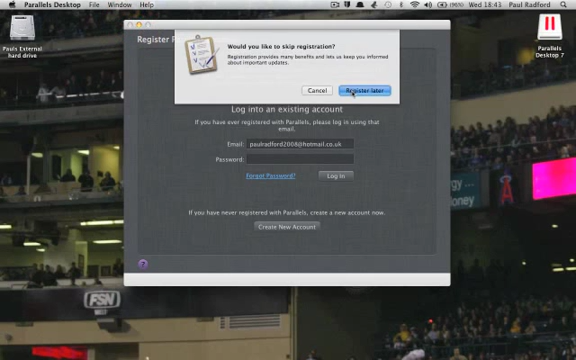 Parallels Desktop File Window Help
Wed 18:43 Paul Radford
Pauls External
hard drive
Parallels
Desktop 7
Register
Would you like to skip registration?
Registration provides many benefits and lets us keep you informed
about important updates.
Cancel
Register later
Log into an existing account
If you have ever registered with Parallels, please log in using that
email.
Email: paulradford2008@hotmail.co.uk
Password:
Forgot Password?
Log in
If you have never registered with Parallels, create a new account now.
Create New Account
?
FSN